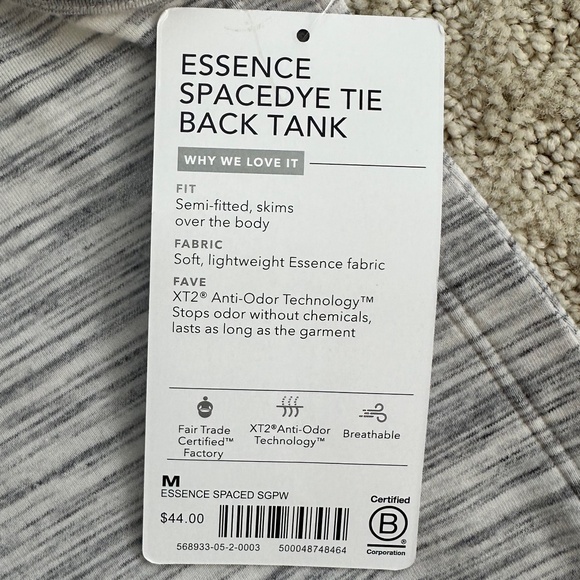 ESSENCE
SPACEDYE TIE
BACK TANK
WHY WE LOVE IT
FIT
Semi-fitted, skims
over the body
FABRIC
Soft, lightweight Essence fabric
FAVE
XT2® Anti-Odor Technology™
Stops odor without chemicals,
lasts as long as the garment
Fair Trade
Certified™
Factory
XT2®Anti-Odor
Technology™
Breathable
M
ESSENCE SPACED SGPW
$44.00
568933-05-2-0003
500048748464
Certified
B
®
Corporation